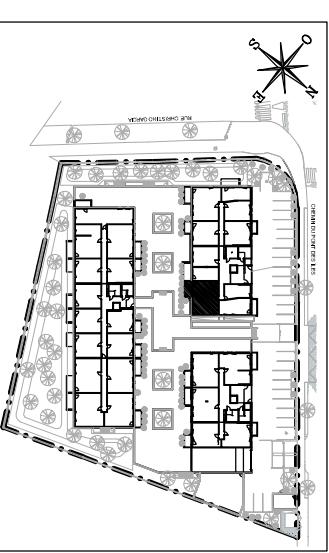 S
O
E
N
RUE CHRISTINO GARCIA
CHEMIN DU PONT DES ILES